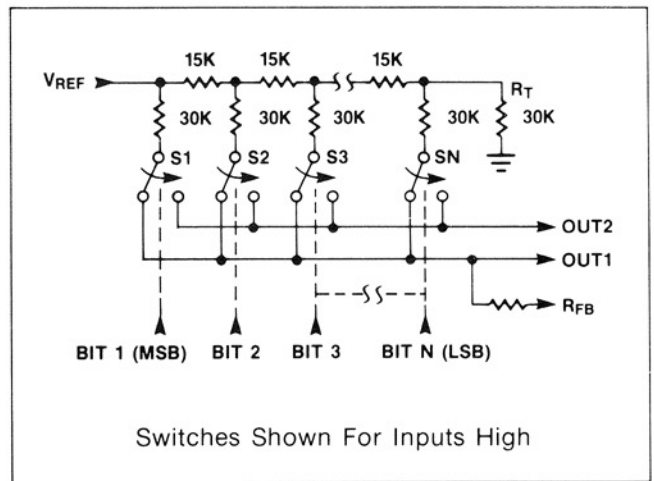 15K 15K 15K
VREF
RT
30K 30K 30K 30K 30K
S1 S2 S3 SN
OUT2
OUT1
RFB
BIT 1 (MSB) BIT 2 BIT 3 BIT N (LSB)
Switches Shown For Inputs High